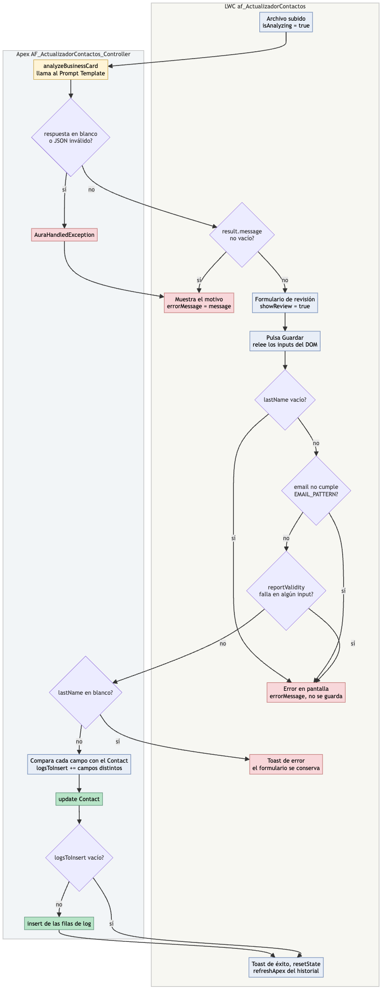 LWC af_ActualizadorContactos
Archivo subido
isAnalyzing = true
Apex AF_ActualizadorContactos_Controller
analyzeBusinessCard
llama al Prompt Template
respuesta en blanco
o JSON inválido?
sí
no
result.message
no vacío?
AuraHandledException
sí
no
Muestra el motivo
errorMessage = message
Formulario de revisión
showReview = true
Pulsa Guardar
relee los inputs del DOM
lastName vacío?
no
email no cumple
EMAIL_PATTERN?
sí
no
reportValidity
falla en algún input?
sí
no
sí
lastName en blanco?
Error en pantalla
errorMessage, no se guarda
no
sí
Compara cada campo con el Contact
logsToInsert += campos distintos
Toast de error
el formulario se conserva
update Contact
logsToInsert vacío?
no
sí
insert de las filas de log
Toast de éxito, resetState
refreshApex del historial